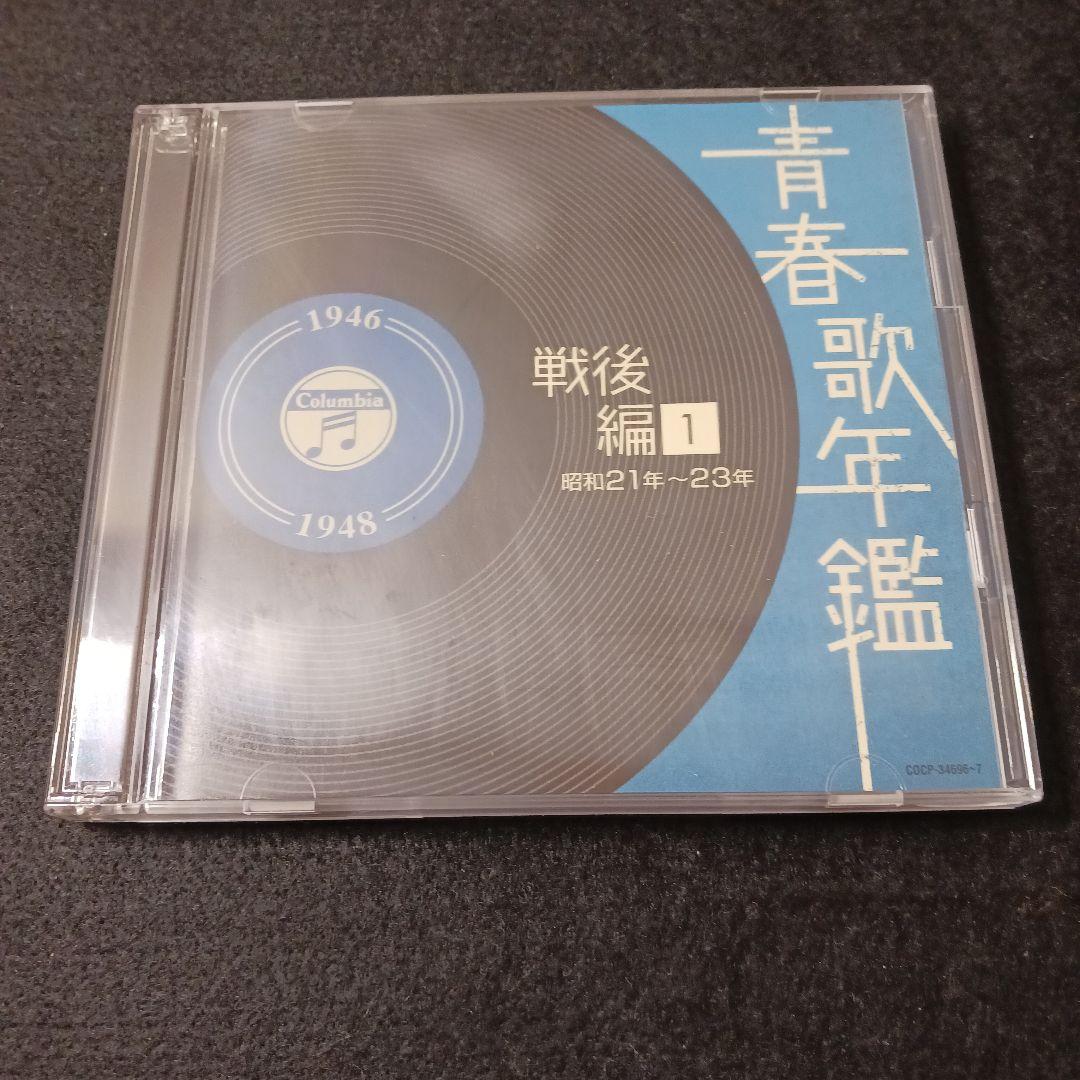 青春歌年鑑
戦後
編1
昭和21年～23年
1946
Columbia
1948
COCP-34696~7